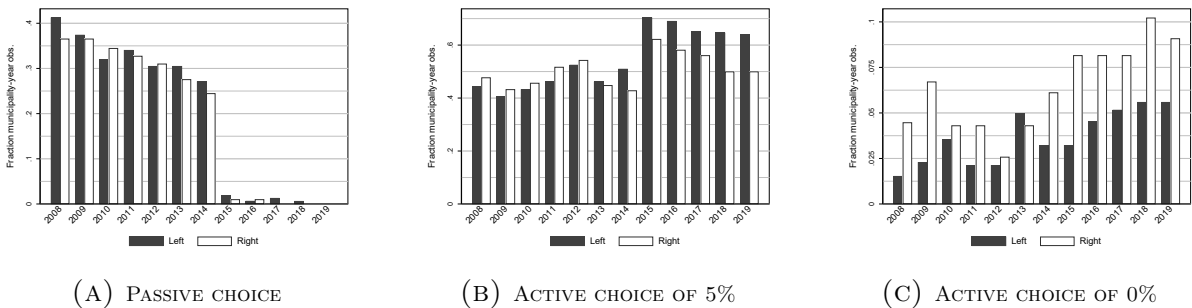 Fraction municipality-year obs.
0 .1 .2 .3 .4
2008 2009 2010 2011 2012 2013 2014 2015 2016 2017 2018 2019
Left Right
(A) Passive choice
Fraction municipality-year obs.
0 .2 .4 .6
2008 2009 2010 2011 2012 2013 2014 2015 2016 2017 2018 2019
Left Right
(B) Active choice of 5%
Fraction municipality-year obs.
0 .025 .05 .075 .1
2008 2009 2010 2011 2012 2013 2014 2015 2016 2017 2018 2019
Left Right
(C) Active choice of 0%